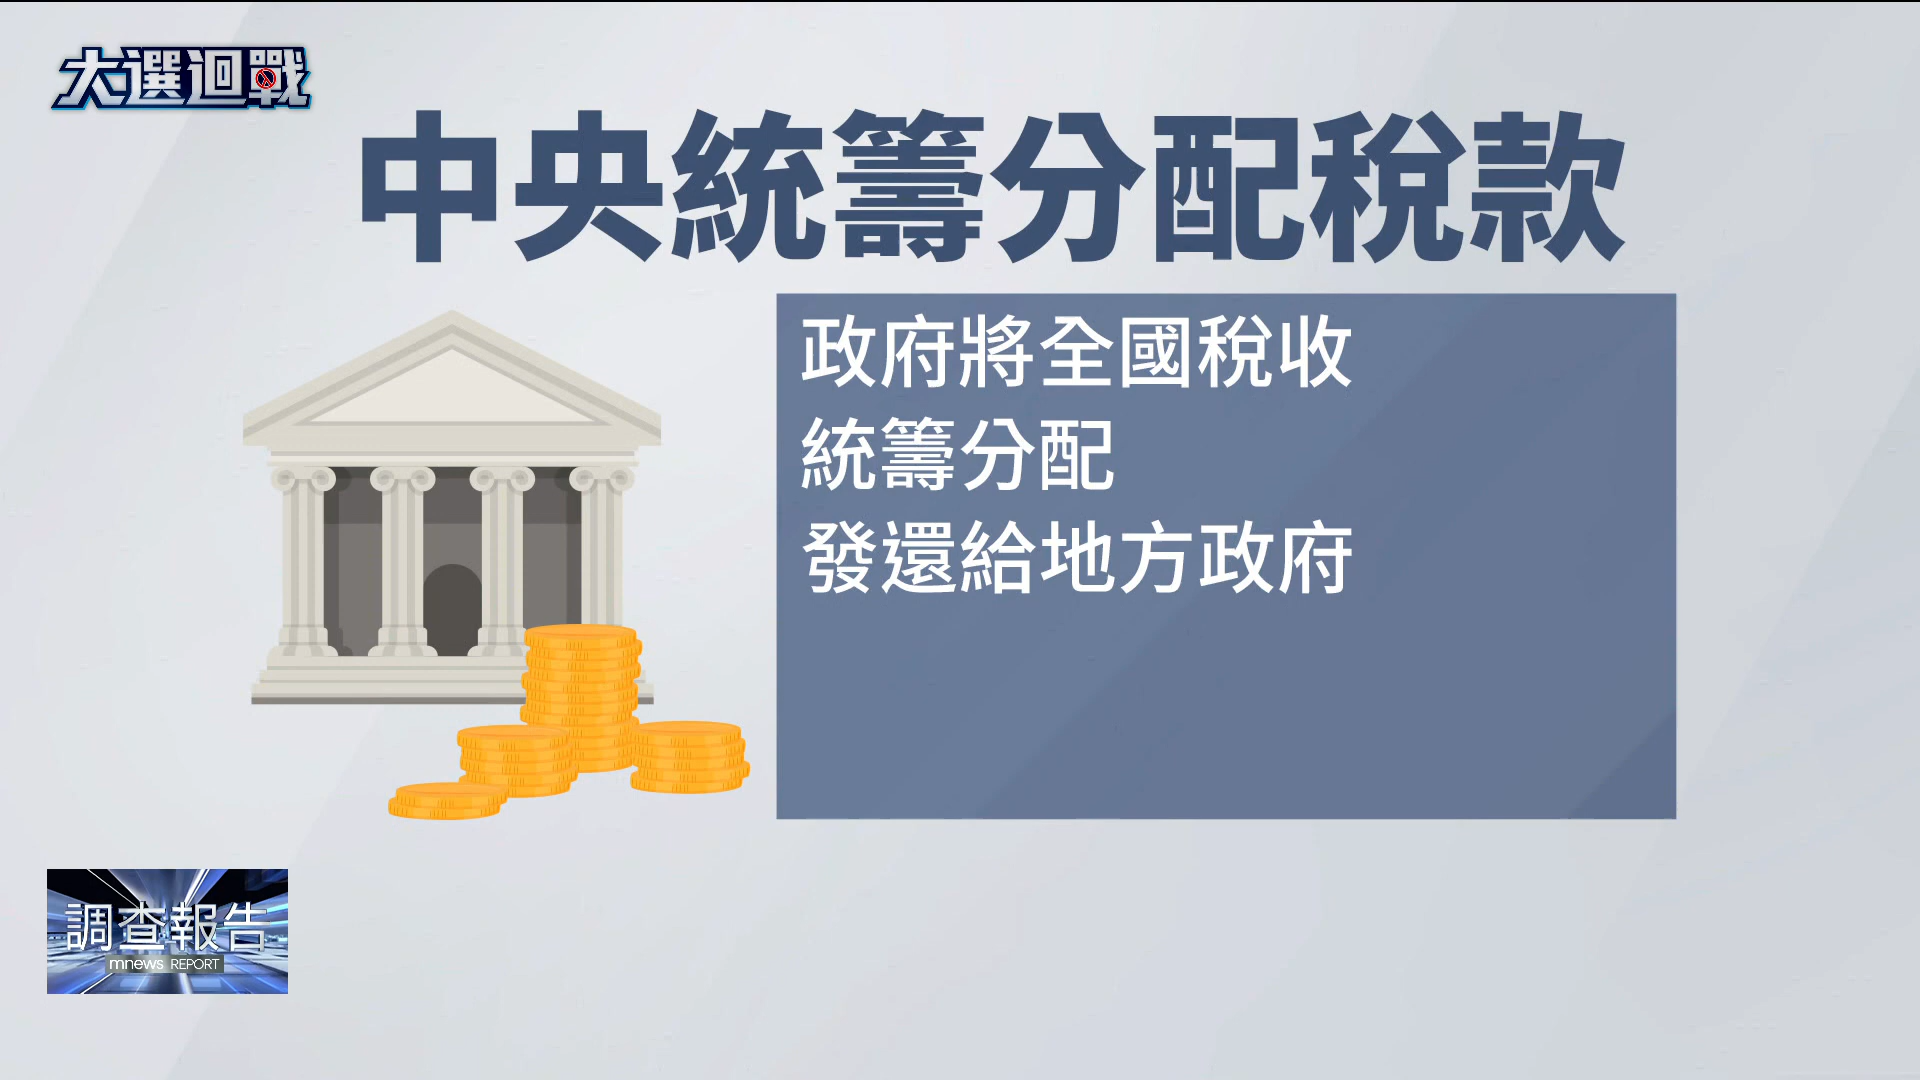 大選迴戰
中央統籌分配稅款
政府將全國稅收
統籌分配
發還給地方政府
調查報告
mnews REPORT